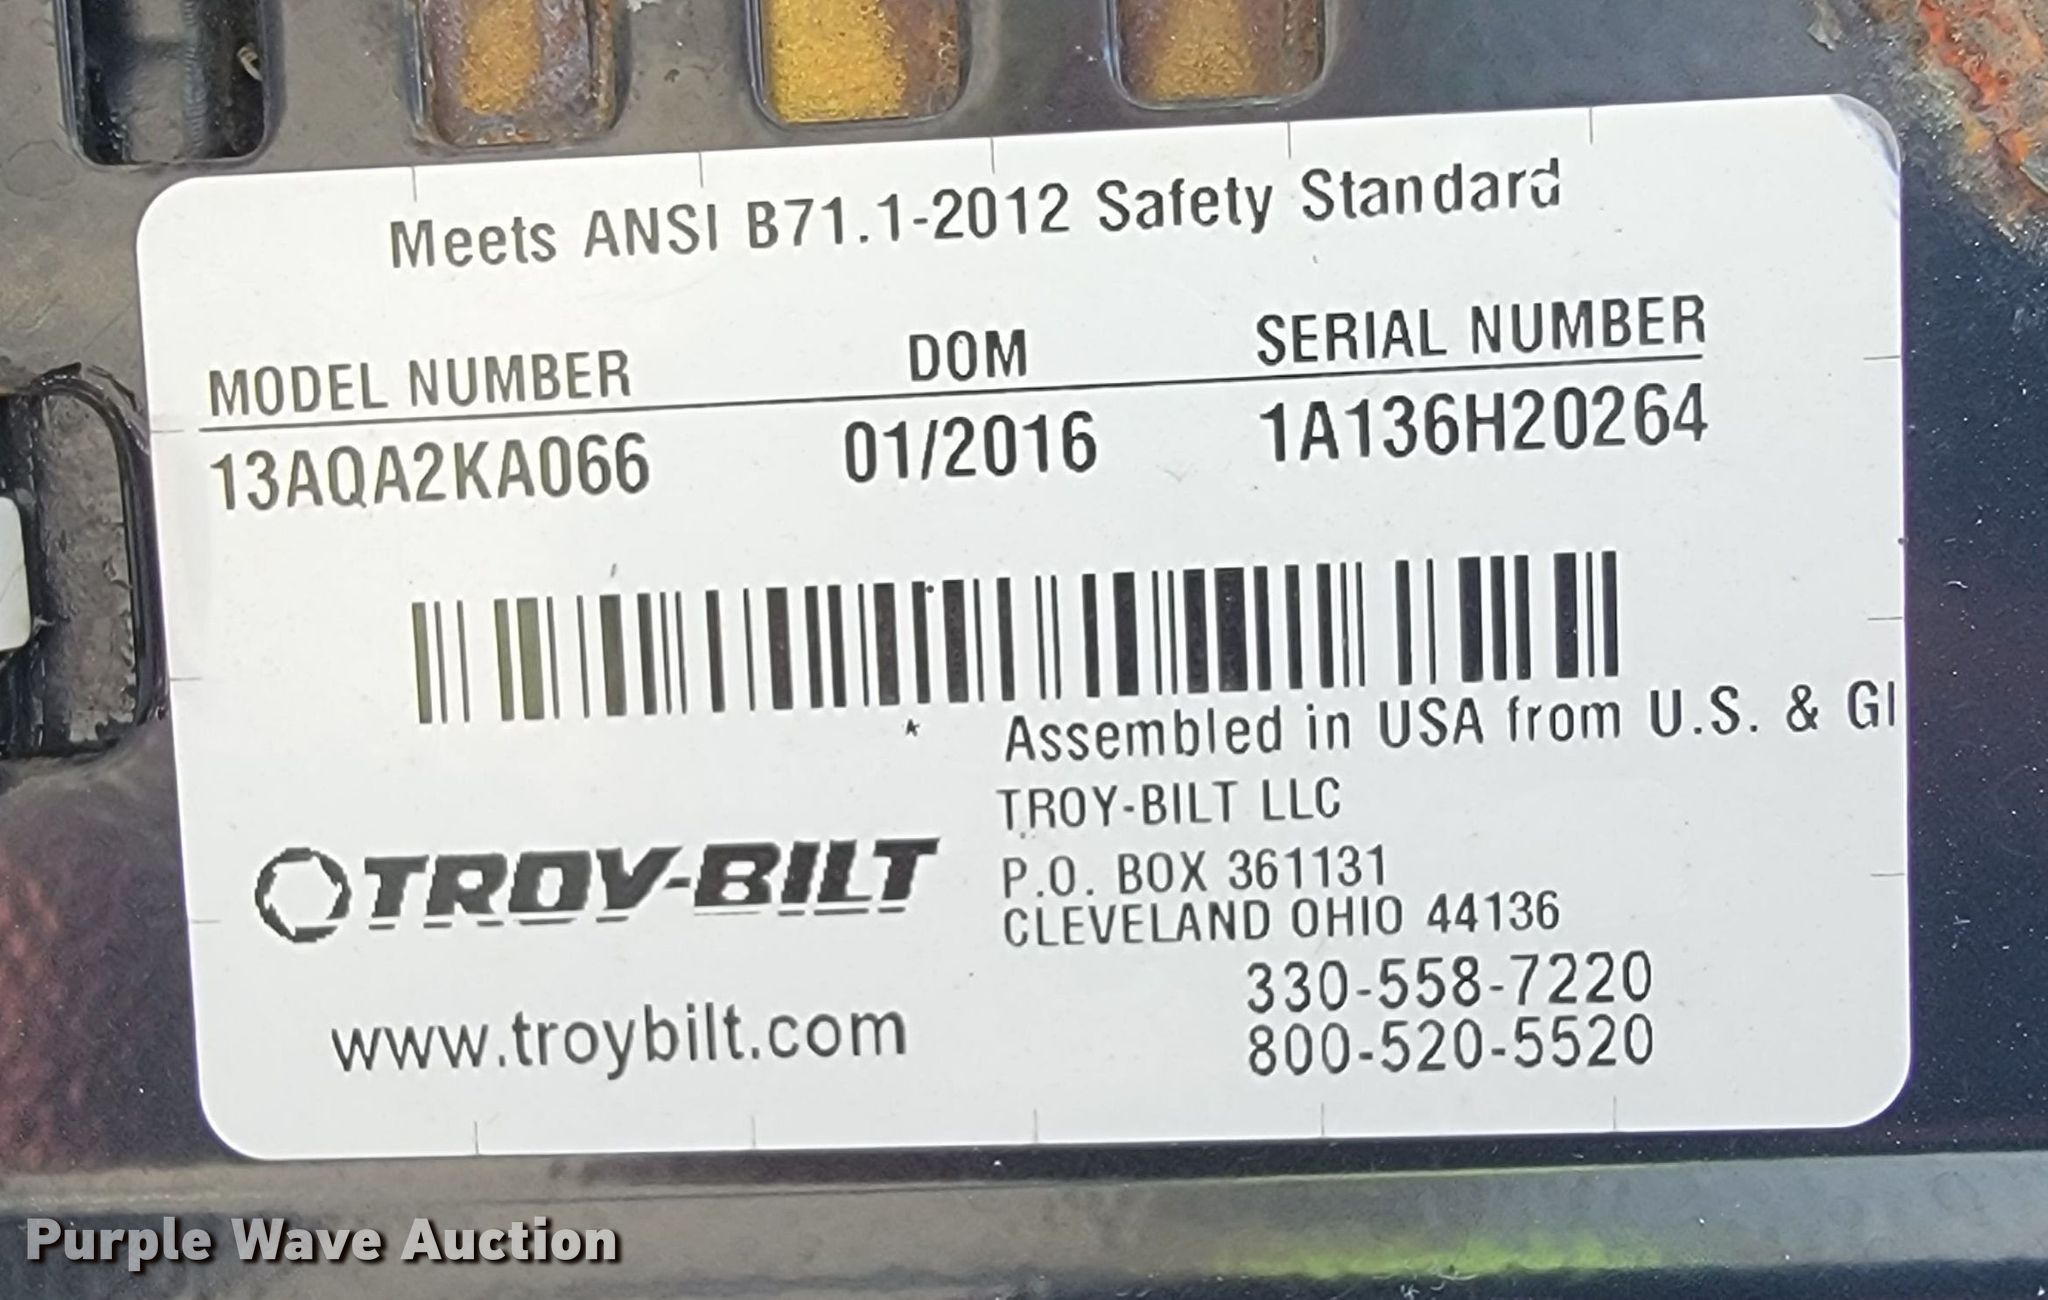 Meets ANSI B71.1-2012 Safety Standard
MODEL NUMBER DOM SERIAL NUMBER
13AQA2KA066 01/2016 1A136H20264
* Assembled in USA from U.S. & Gl
TROY-BILT LLC
P.O. BOX 361131
CLEVELAND OHIO 44136
TROY-BILT
330-558-7220
www.troybilt.com
800-520-5520
Purple Wave Auction